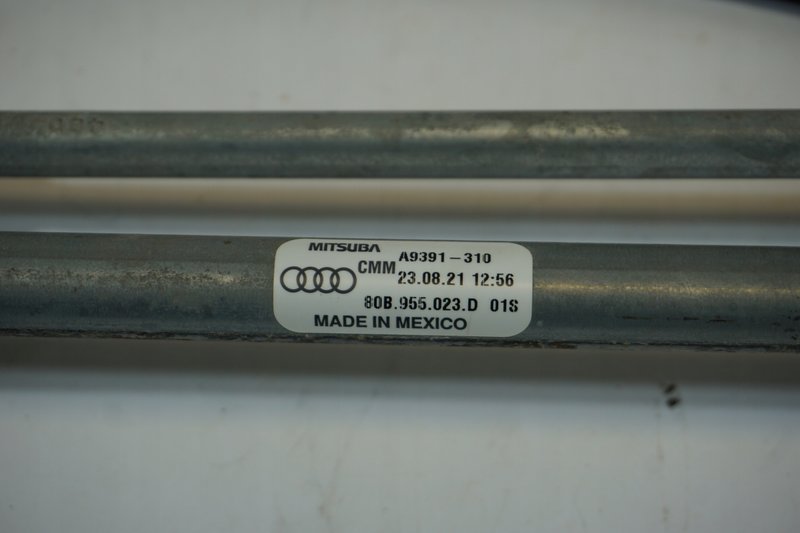 MITSUBA A9391-310
CMM 23.08.21 12:56
80B.955.023.D 01S
MADE IN MEXICO